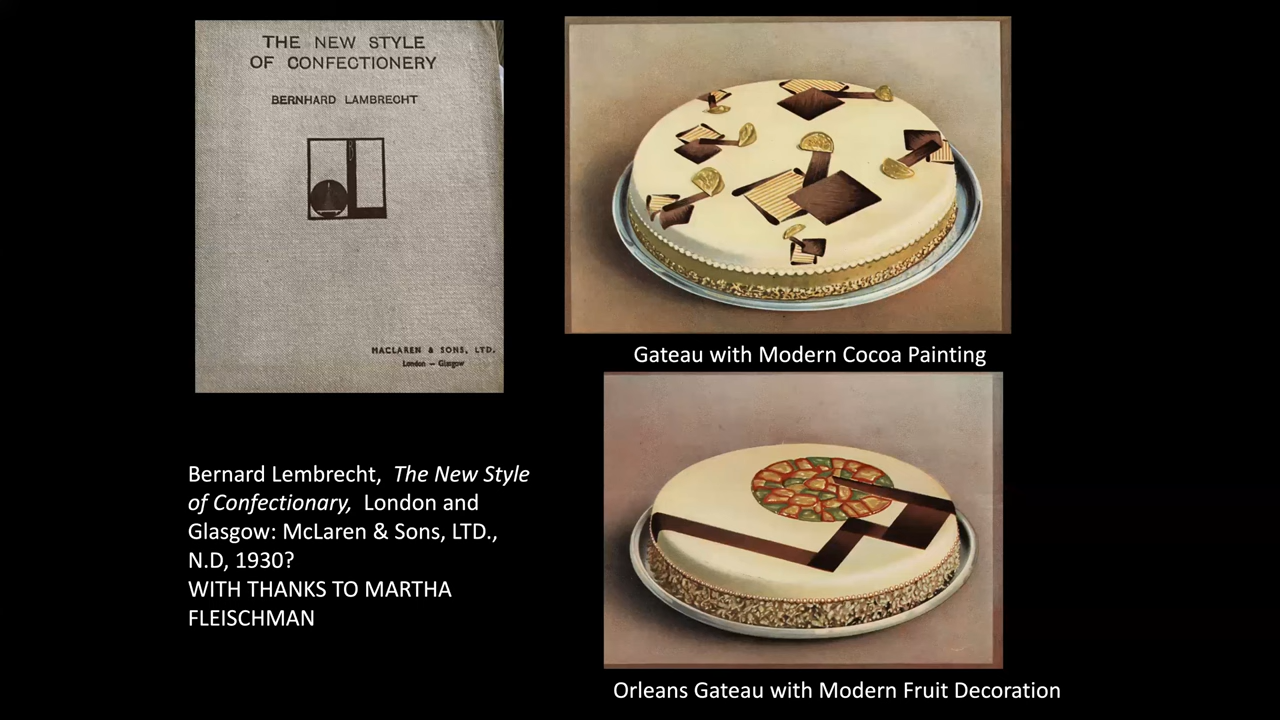 THE NEW STYLE
OF CONFECTIONERY
BERNHARD LAMBRECHT
MACLAREN & SONS, LTD.
London – Glasgow
Gateau with Modern Cocoa Painting
Bernard Lembrecht,  The New Style
of Confectionary,  London and
Glasgow: McLaren & Sons, LTD.,
N.D, 1930?
WITH THANKS TO MARTHA
FLEISCHMAN
Orleans Gateau with Modern Fruit Decoration